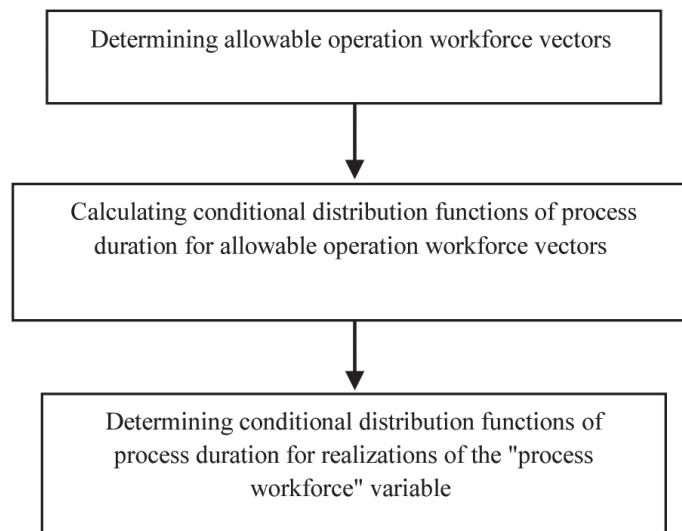 Determining allowable operation workforce vectors
Calculating conditional distribution functions of process
duration for allowable operation workforce vectors
Determining conditional distribution functions of
process duration for realizations of the "process
workforce" variable